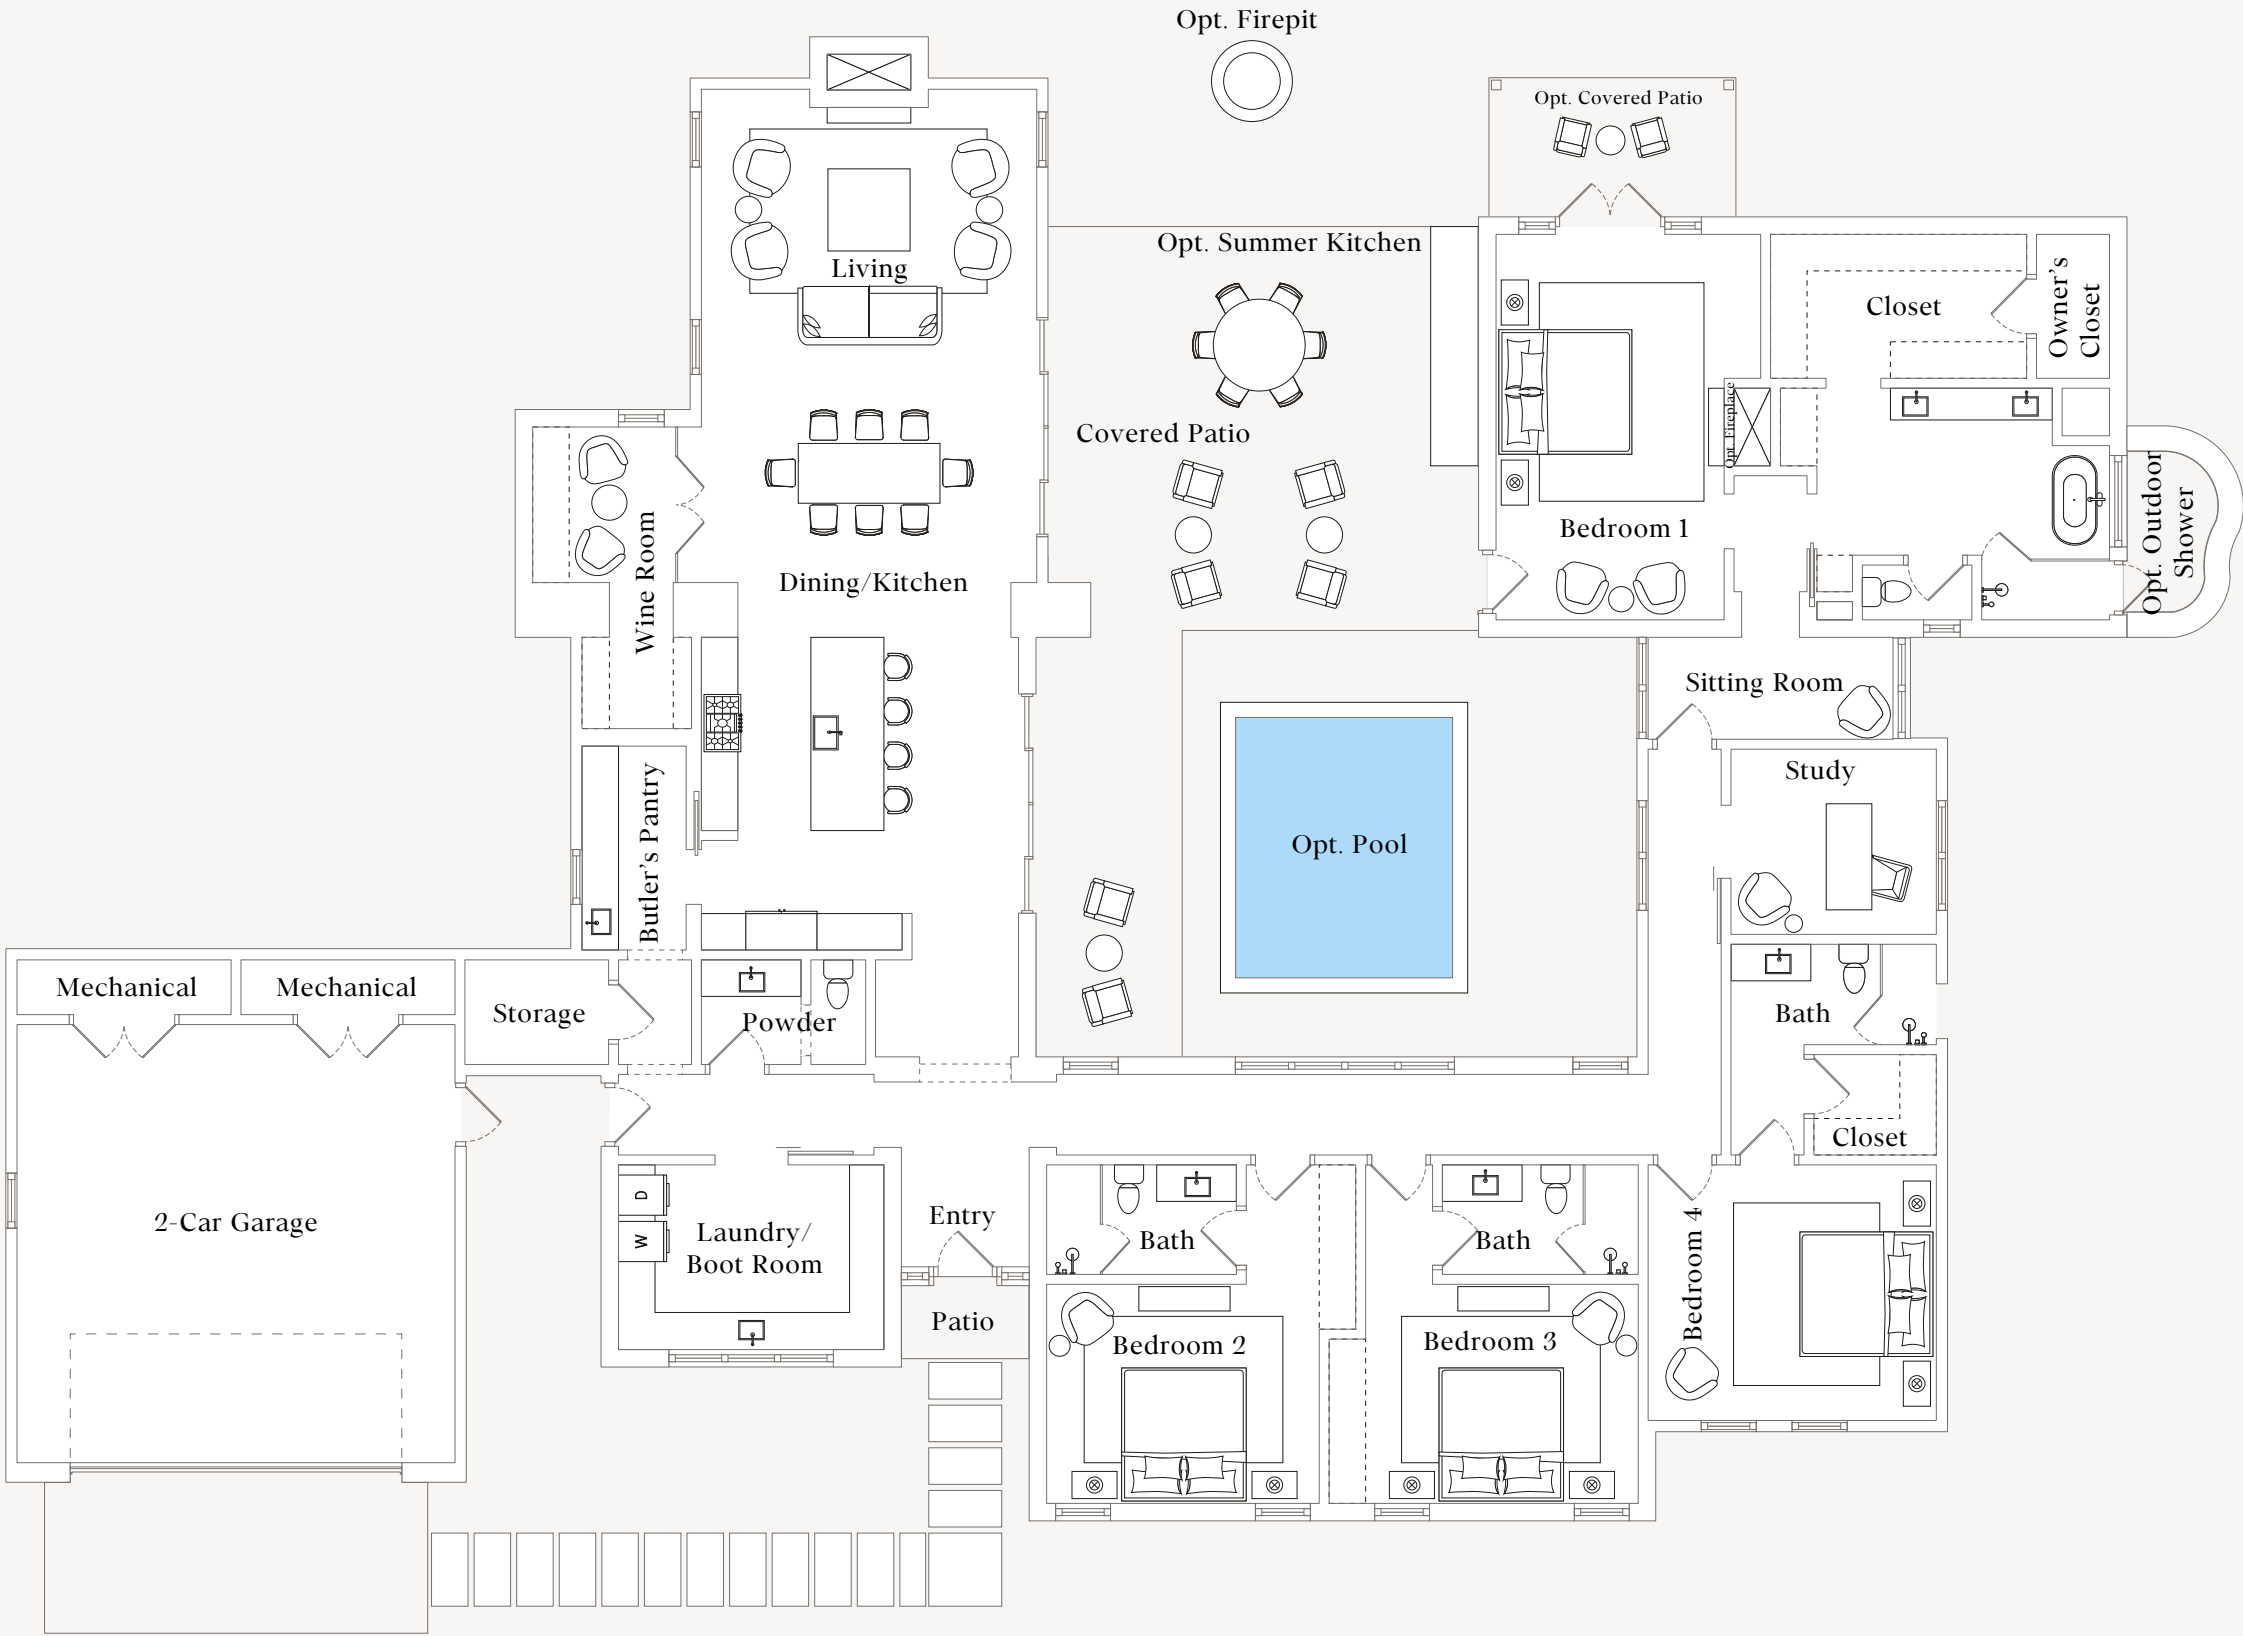 Opt. Firepit
Opt. Covered Patio
Opt. Summer Kitchen
Living
Closet
Owner's
Closet
Covered Patio
Opt. Fireplace
Wine Room
Bedroom 1
Opt. Outdoor
Shower
Dining/Kitchen
Sitting Room
Study
Butler's Pantry
Opt. Pool
Mechanical
Mechanical
Storage
Powder
Bath
Closet
2-Car Garage
D
W
Laundry/
Boot Room
Entry
Patio
Bath
Bath
Bedroom 2
Bedroom 3
Bedroom 4